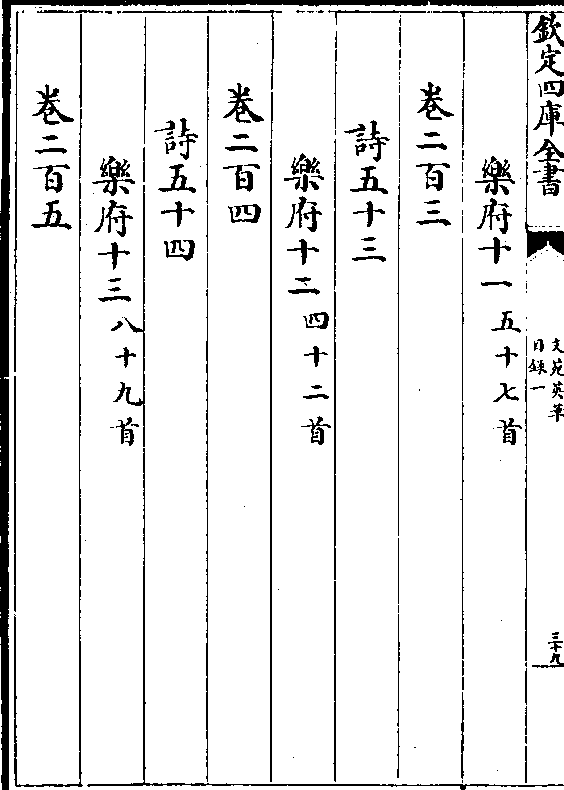 欽定四庫全書
文苑英華
目録一
三十九
樂府十一 五十七首
卷二百三
詩五十三
樂府十二 四十二首
卷二百四
詩五十四
樂府十三 八十九首
卷二百五